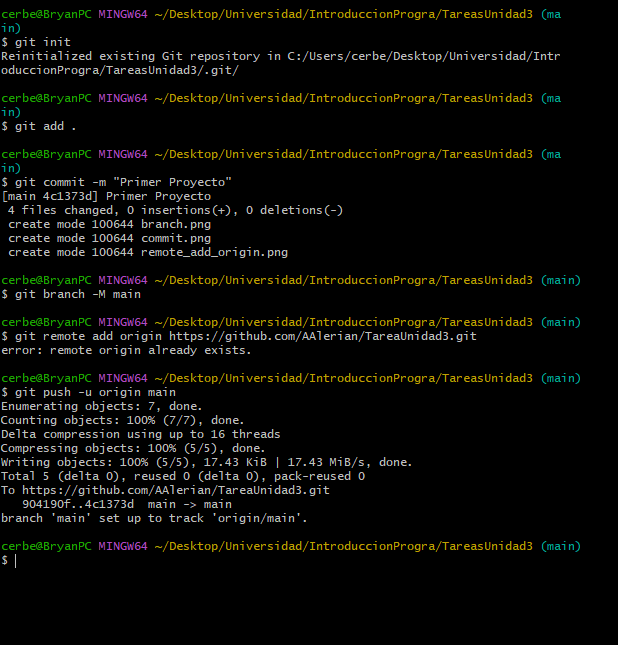 cerbe@BryanPC MINGW64 ~/Desktop/Universidad/IntroduccionProgra/TareasUnidad3 (ma
in)
$ git init
Reinitialized existing Git repository in C:/Users/cerbe/Desktop/Universidad/Intr
oduccionProgra/TareasUnidad3/.git/
cerbe@BryanPC MINGW64 ~/Desktop/Universidad/IntroduccionProgra/TareasUnidad3 (ma
in)
$ git add .
cerbe@BryanPC MINGW64 ~/Desktop/Universidad/IntroduccionProgra/TareasUnidad3 (ma
in)
$ git commit -m "Primer Proyecto"
[main 4c1373d] Primer Proyecto
 4 files changed, 0 insertions(+), 0 deletions(-)
 create mode 100644 branch.png
 create mode 100644 commit.png
 create mode 100644 remote_add_origin.png
cerbe@BryanPC MINGW64 ~/Desktop/Universidad/IntroduccionProgra/TareasUnidad3 (main)
$ git branch -M main
cerbe@BryanPC MINGW64 ~/Desktop/Universidad/IntroduccionProgra/TareasUnidad3 (main)
$ git remote add origin https://github.com/AAlerian/TareaUnidad3.git
error: remote origin already exists.
cerbe@BryanPC MINGW64 ~/Desktop/Universidad/IntroduccionProgra/TareasUnidad3 (main)
$ git push -u origin main
Enumerating objects: 7, done.
Counting objects: 100% (7/7), done.
Delta compression using up to 16 threads
Compressing objects: 100% (5/5), done.
Writing objects: 100% (5/5), 17.43 KiB | 17.43 MiB/s, done.
Total 5 (delta 0), reused 0 (delta 0), pack-reused 0
To https://github.com/AAlerian/TareaUnidad3.git
   904190f..4c1373d  main -> main
branch 'main' set up to track 'origin/main'.
cerbe@BryanPC MINGW64 ~/Desktop/Universidad/IntroduccionProgra/TareasUnidad3 (main)
$